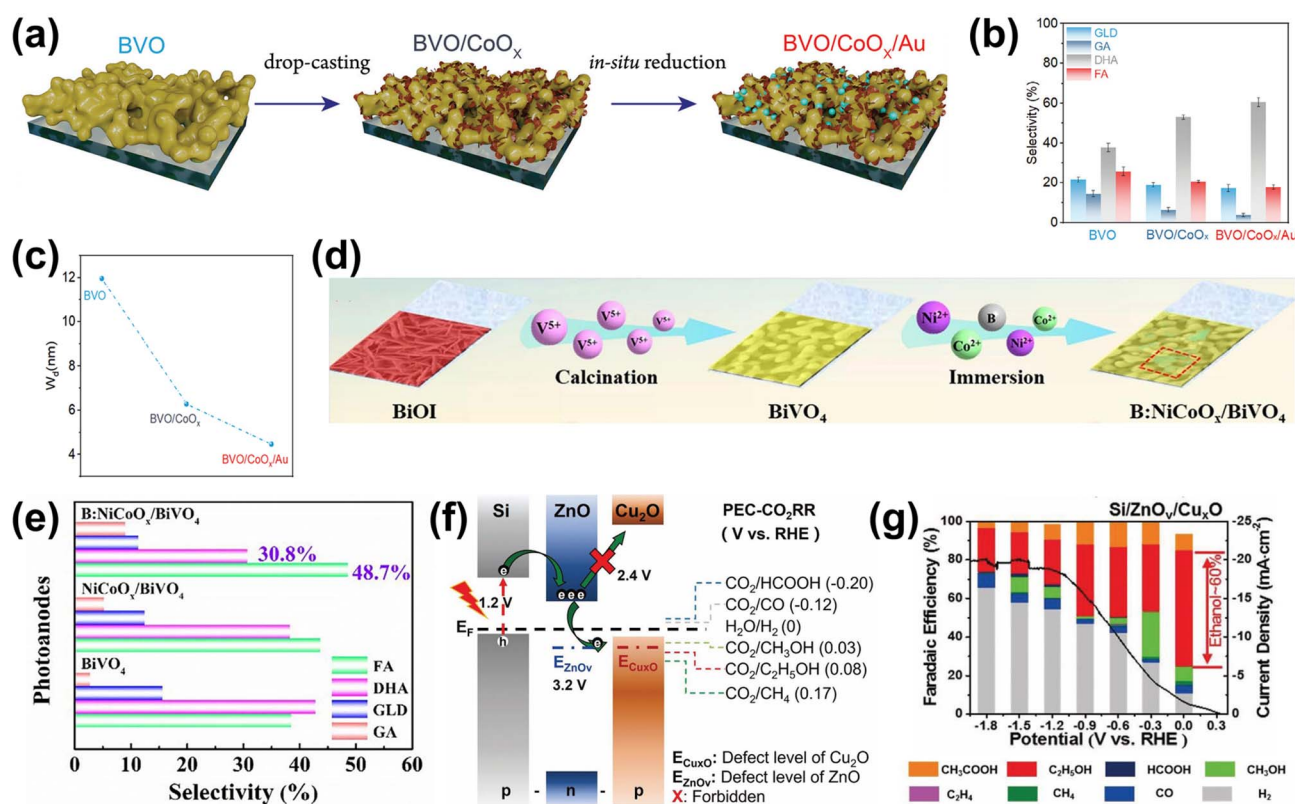 (a)
BVO
drop-casting
BVO/CoOₓ
in-situ reduction
BVO/CoOₓ/Au
(b)
Selectivity (%)
100
80
60
40
20
0
GLD
GA
DHA
FA
BVO
BVO/CoOₓ
BVO/CoOₓ/Au
(c)
W_d(nm)
12
10
8
6
4
BVO
BVO/CoOₓ
BVO/CoOₓ/Au
(d)
V⁵⁺
V⁵⁺
V⁵⁺
V⁵⁺
V⁵⁺
Calcination
Ni²⁺
B
Co²⁺
Co²⁺
Ni²⁺
Immersion
BiOI
BiVO₄
B:NiCoOₓ/BiVO₄
(e)
Photoanodes
B:NiCoOₓ/BiVO₄
30.8%
48.7%
NiCoOₓ/BiVO₄
BiVO₄
FA
DHA
GLD
GA
0 10 20 30 40 50 60
Selectivity (%)
(f)
Si
ZnO
Cu₂O
PEC-CO₂RR
(V vs. RHE)
e
X
2.4 V
e e e
1.2 V
CO₂/HCOOH (-0.20)
CO₂/CO (-0.12)
H₂O/H₂ (0)
CO₂/CH₃OH (0.03)
CO₂/C₂H₅OH (0.08)
CO₂/CH₄ (0.17)
E_F
h
e
E_ZnOv
E_CuxO
3.2 V
E_CuxO: Defect level of Cu₂O
E_ZnOv: Defect level of ZnO
X: Forbidden
p - n - p
(g)
Si/ZnOᵥ/CuₓO
Faradaic Efficiency (%)
100
80
60
40
20
0
-25
-20
-15
-10
-5
0
Current Density (mA·cm⁻²)
Ethanol~60%
-1.8 -1.5 -1.2 -0.9 -0.6 -0.3 0.0 0.3
Potential (V vs. RHE)
CH₃COOH C₂H₅OH HCOOH CH₃OH
C₂H₄ CH₄ CO H₂